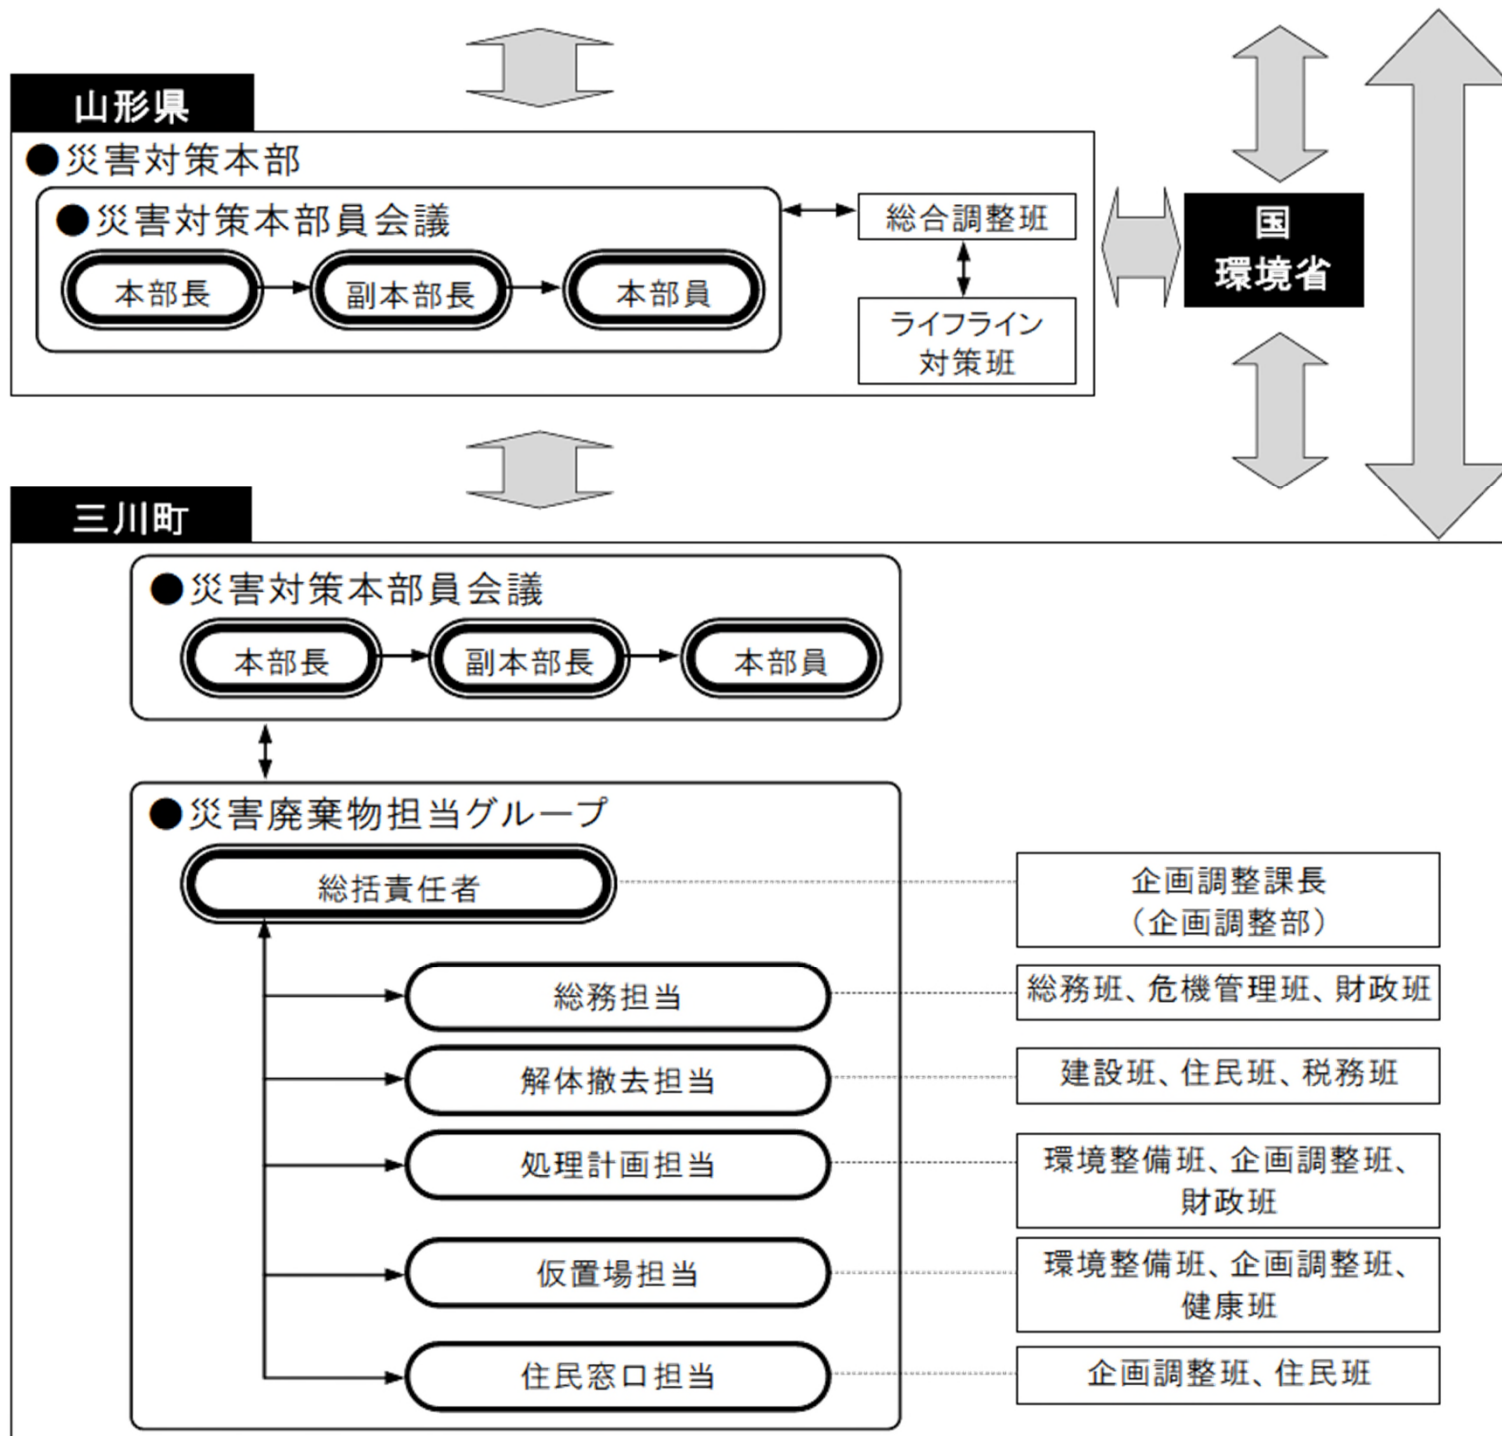 山形県
●災害対策本部
●災害対策本部員会議
本部長
副本部長
本部員
総合調整班
ライフライン
対策班
国
環境省
三川町
●災害対策本部員会議
本部長
副本部長
本部員
●災害廃棄物担当グループ
総括責任者
企画調整課長
（企画調整部）
総務担当
総務班、危機管理班、財政班
解体撤去担当
建設班、住民班、税務班
処理計画担当
環境整備班、企画調整班、
財政班
仮置場担当
環境整備班、企画調整班、
健康班
住民窓口担当
企画調整班、住民班